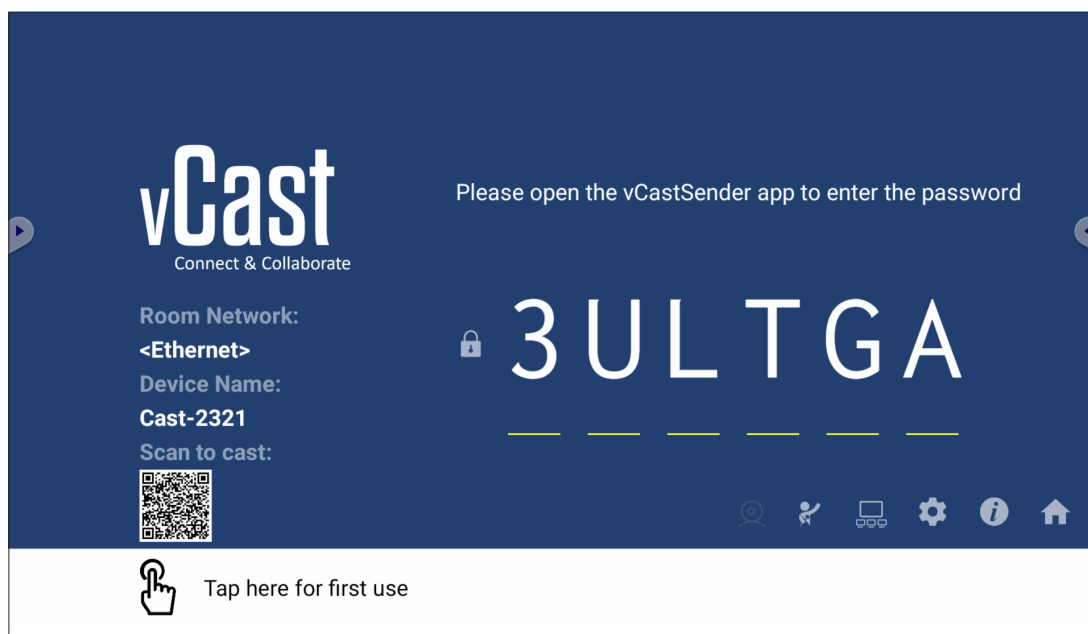 vCast
Connect & Collaborate
Please open the vCastSender app to enter the password
Room Network:
<Ethernet>
Device Name:
Cast-2321
Scan to cast:
3ULTGA
Tap here for first use